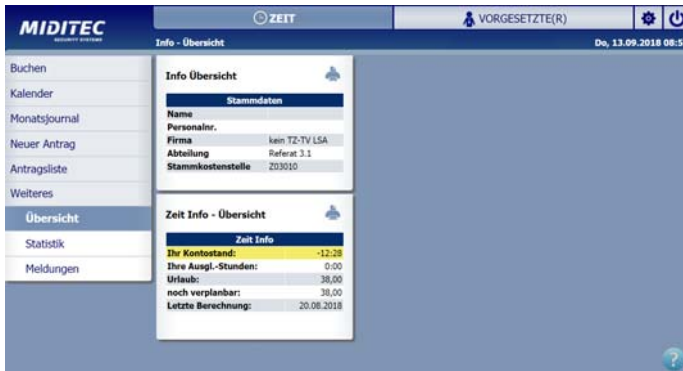 MIDITEC
SECURITY SYSTEMS
ZEIT
VORGESETZTE(R)
Info - Übersicht
Do, 13.09.2018 08:5
Buchen
Kalender
Monatsjournal
Neuer Antrag
Antragsliste
Weiteres
Übersicht
Statistik
Meldungen
Info Übersicht
Stammdaten
Name
Personalnr.
Firma kein TZ-TV LSA
Abteilung Referat 3.1
Stammkostenstelle Z03010
Zeit Info - Übersicht
Zeit Info
Ihr Kontostand: -12:28
Ihre Ausgl.-Stunden: 0:00
Urlaub: 38,00
noch verplanbar: 38,00
Letzte Berechnung: 20.08.2018
?